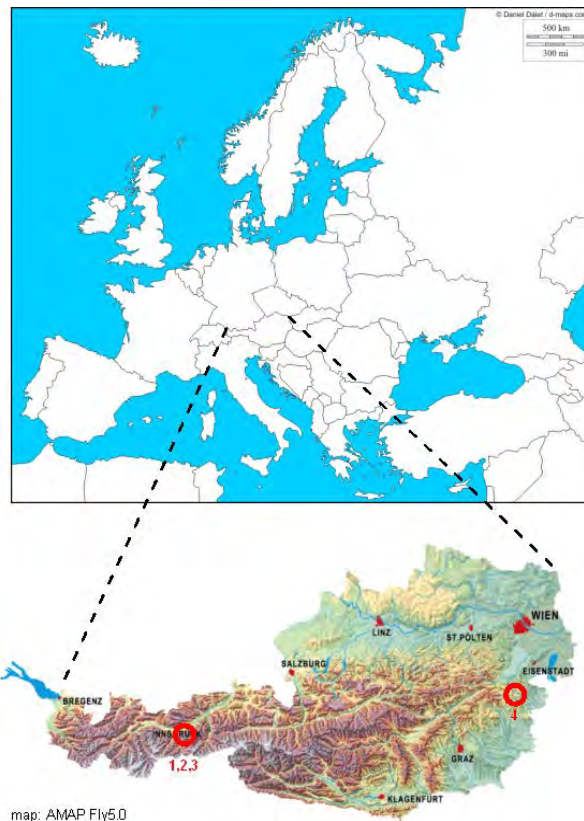 © Daniel Dalet / d-maps.com
500 km
300 mi
WIEN
LINZ
ST.PÖLTEN
SALZBURG
EISENSTADT
BREGENZ
4
INNSBRUCK
1,2,3
GRAZ
KLAGENFURT
map: AMAP Fly5.0